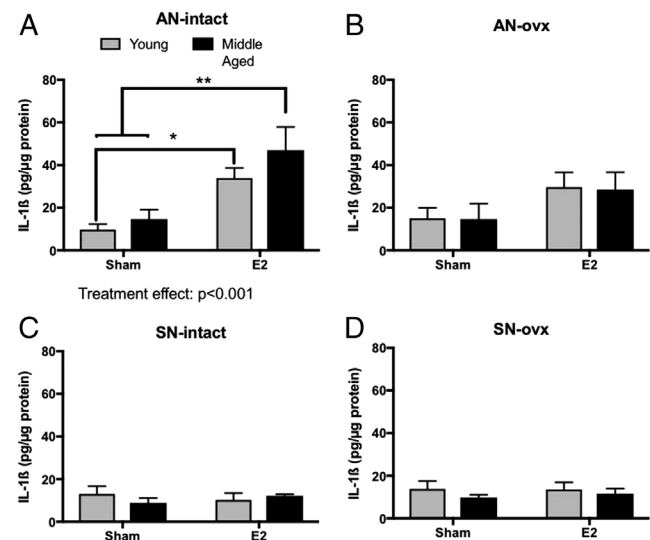 A
AN-intact
Young
Middle
Aged
IL-1ß (pg/µg protein)
80
60
40
20
0
**
*
Sham
E2
Treatment effect: p<0.001
B
AN-ovx
IL-1ß (pg/µg protein)
80
60
40
20
0
Sham
E2
C
SN-intact
IL-1ß (pg/µg protein)
80
60
40
20
0
Sham
E2
D
SN-ovx
IL-1ß (pg/µg protein)
80
60
40
20
0
Sham
E2